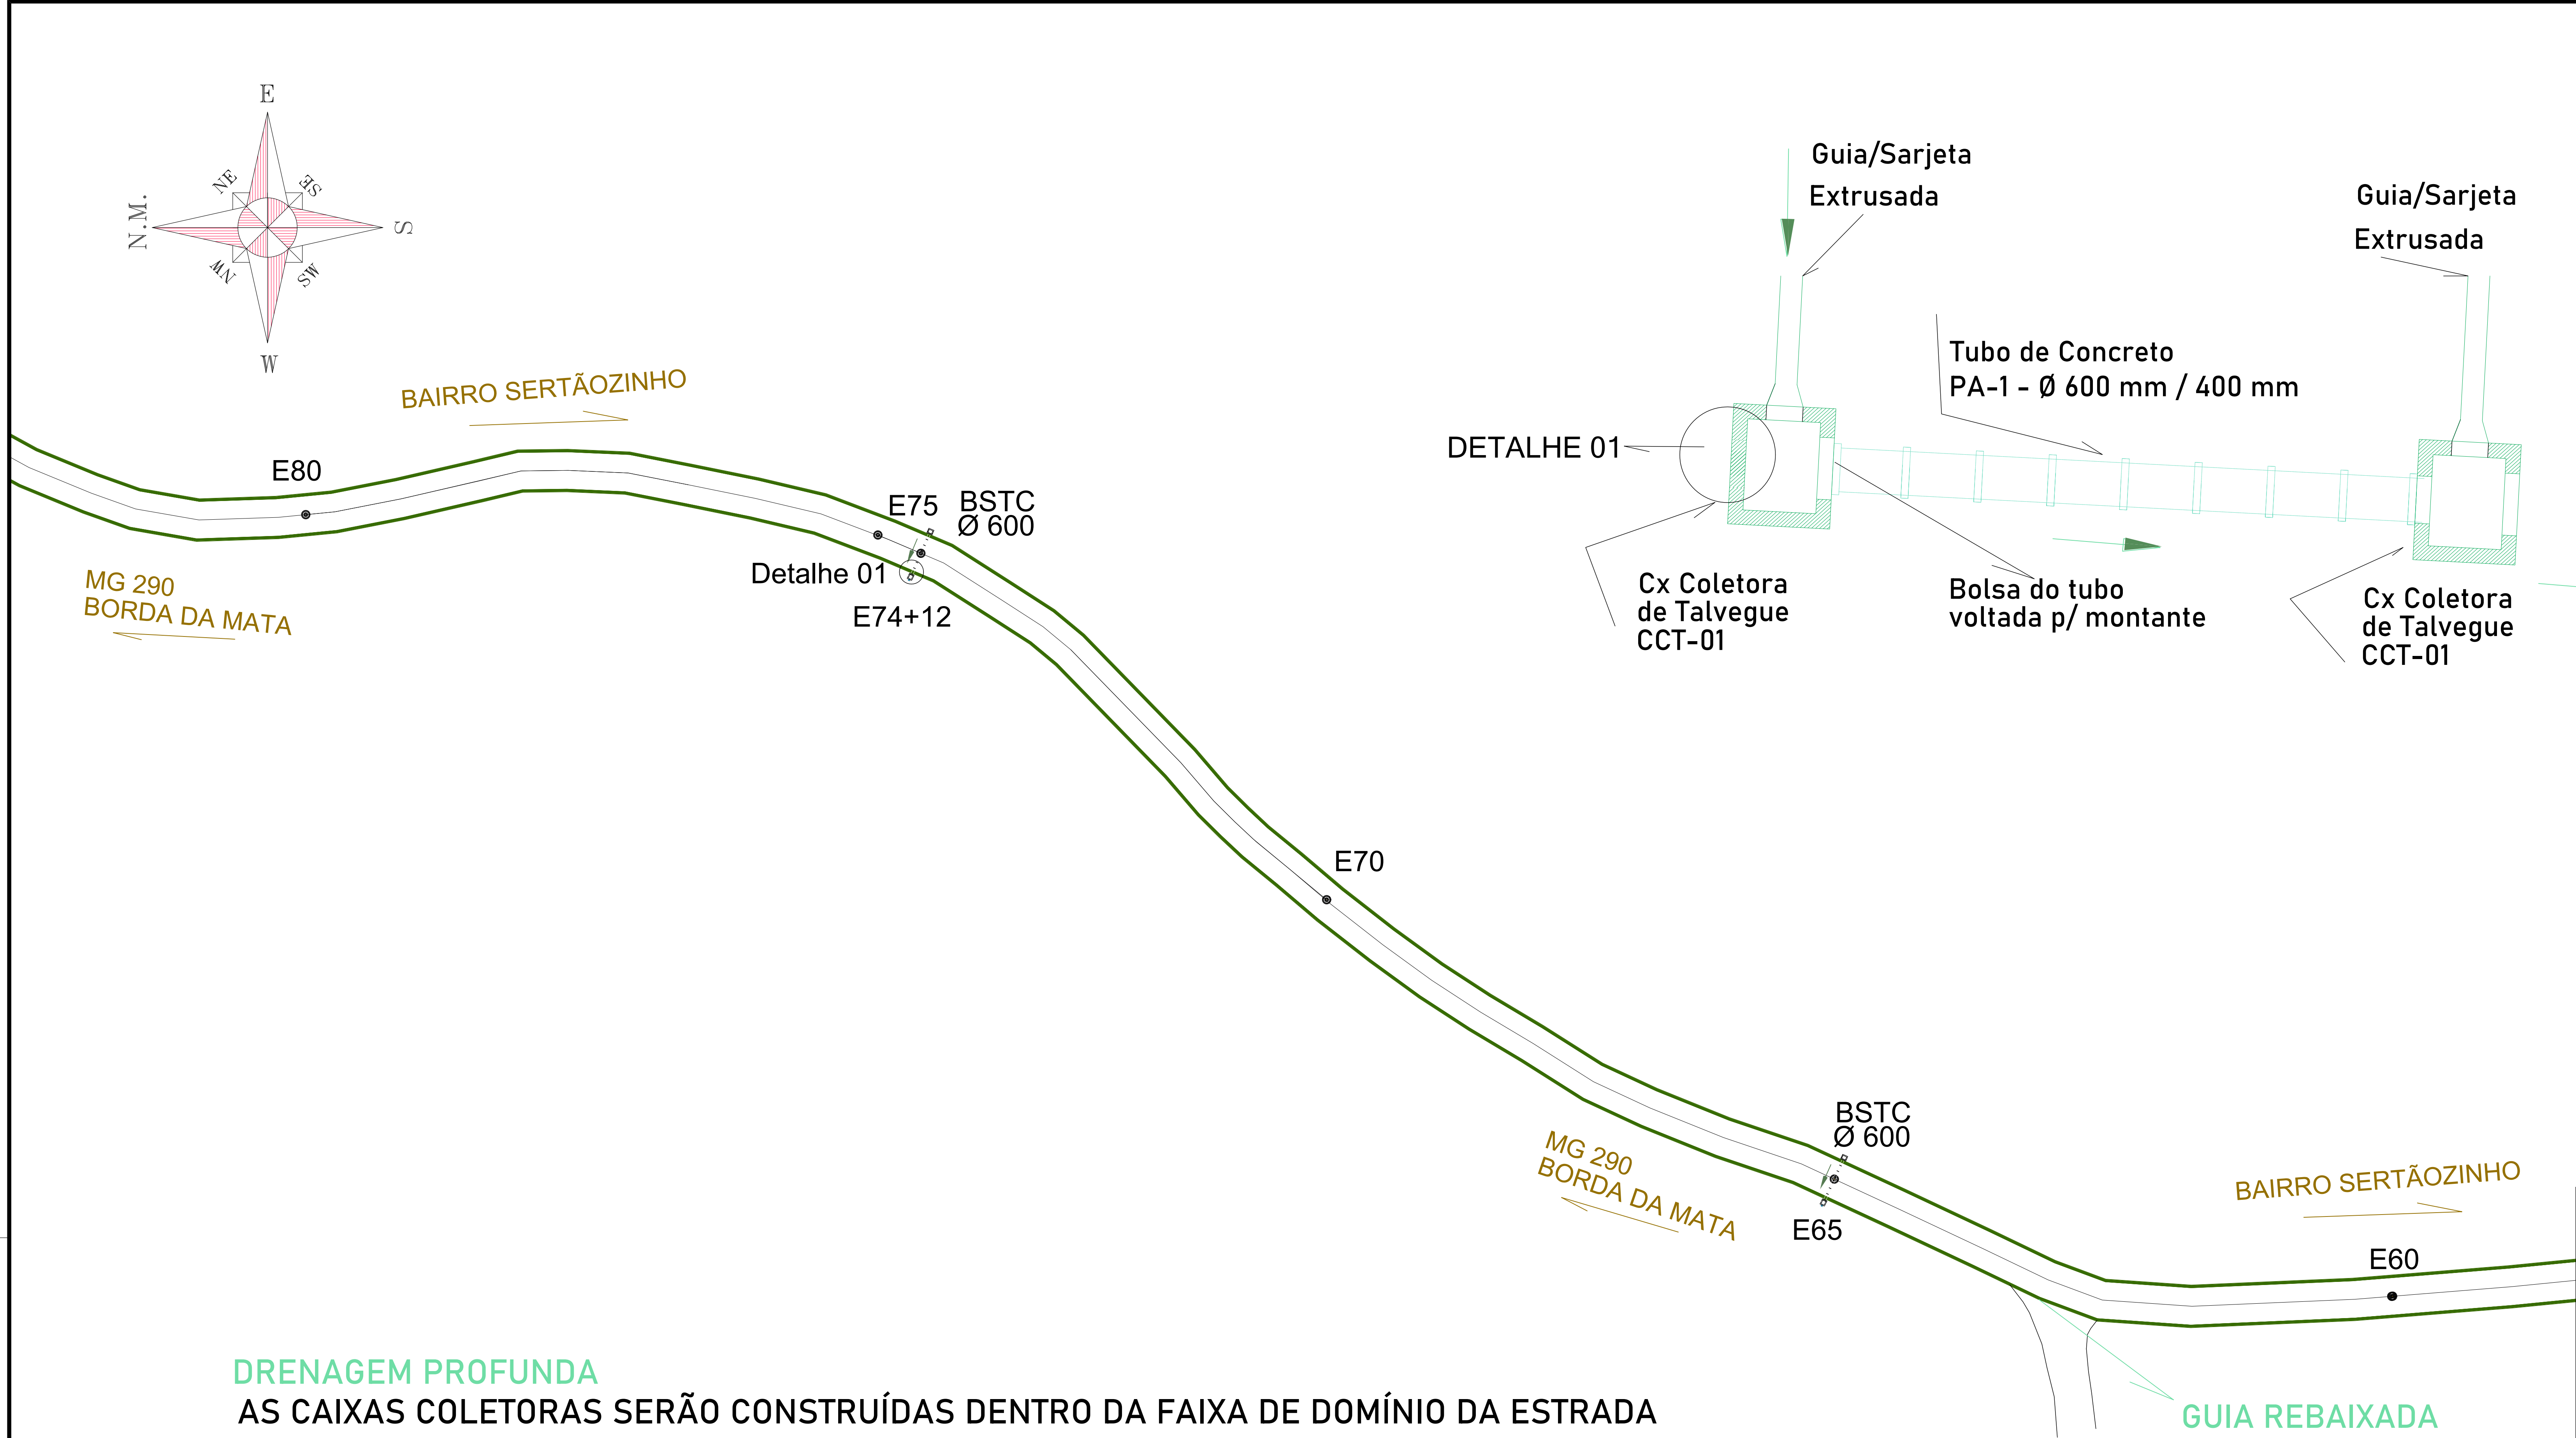 E
NE
SE
N.M.
S
NW
SW
W
Guia/Sarjeta
Extrusada
Guia/Sarjeta
Extrusada
Tubo de Concreto
PA-1 - Ø 600 mm / 400 mm
DETALHE 01
Cx Coletora
de Talvegue
CCT-01
Bolsa do tubo
voltada p/ montante
Cx Coletora
de Talvegue
CCT-01
BAIRRO SERTÃOZINHO
E80
E75
BSTC
Ø 600
Detalhe 01
E74+12
MG 290
BORDA DA MATA
E70
BSTC
Ø 600
MG 290
BORDA DA MATA
E65
BAIRRO SERTÃOZINHO
E60
DRENAGEM PROFUNDA
AS CAIXAS COLETORAS SERÃO CONSTRUÍDAS DENTRO DA FAIXA DE DOMÍNIO DA ESTRADA
GUIA REBAIXADA